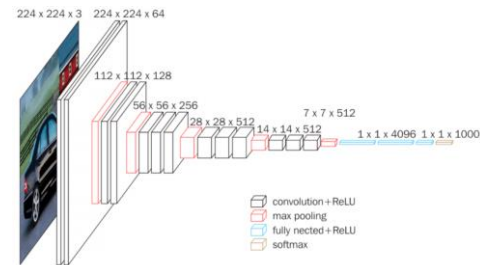 224 x 224 x 3
224 x 224 x 64
112 x 112 x 128
56 x 56 x 256
28 x 28 x 512
14 x 14 x 512
7 x 7 x 512
1 x 1 x 4096
1 x 1 x 1000
convolution+ReLU
max pooling
fully nected+ReLU
softmax